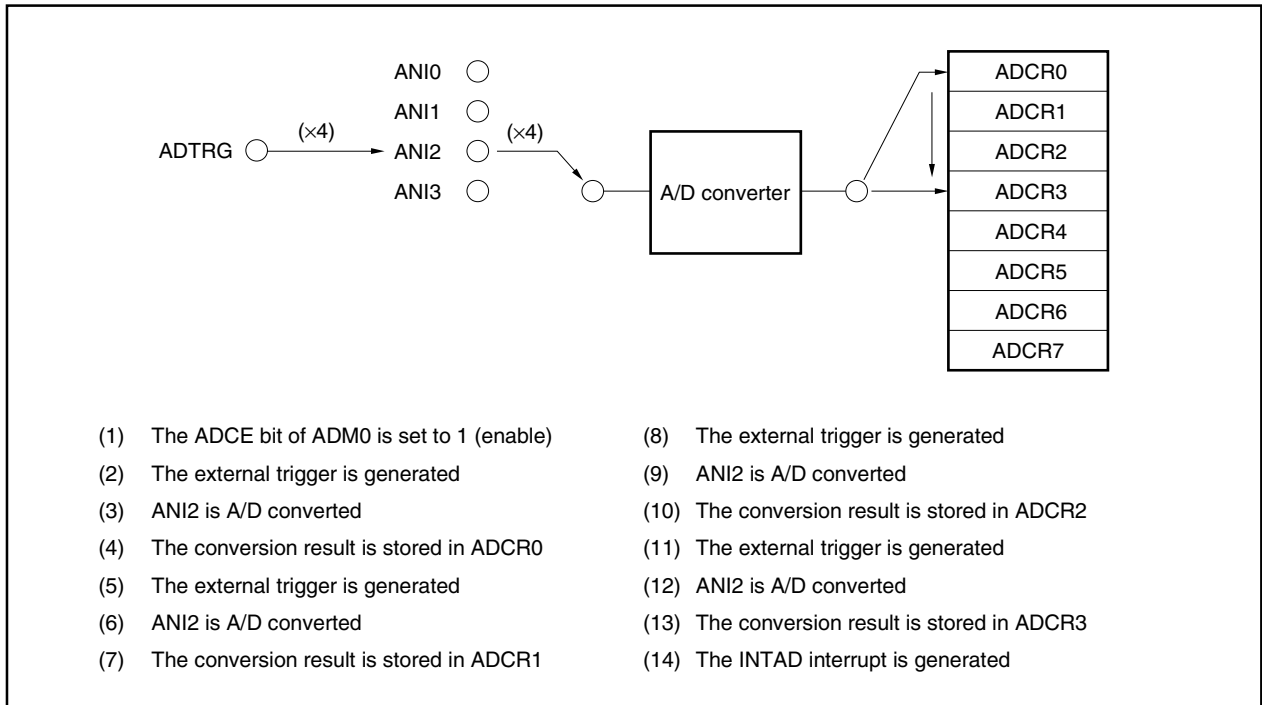 ANI0
ANI1
ADTRG (×4) ANI2 (×4)
ANI3
A/D converter
ADCR0
ADCR1
ADCR2
ADCR3
ADCR4
ADCR5
ADCR6
ADCR7
(1) The ADCE bit of ADM0 is set to 1 (enable)
(2) The external trigger is generated
(3) ANI2 is A/D converted
(4) The conversion result is stored in ADCR0
(5) The external trigger is generated
(6) ANI2 is A/D converted
(7) The conversion result is stored in ADCR1
(8) The external trigger is generated
(9) ANI2 is A/D converted
(10) The conversion result is stored in ADCR2
(11) The external trigger is generated
(12) ANI2 is A/D converted
(13) The conversion result is stored in ADCR3
(14) The INTAD interrupt is generated